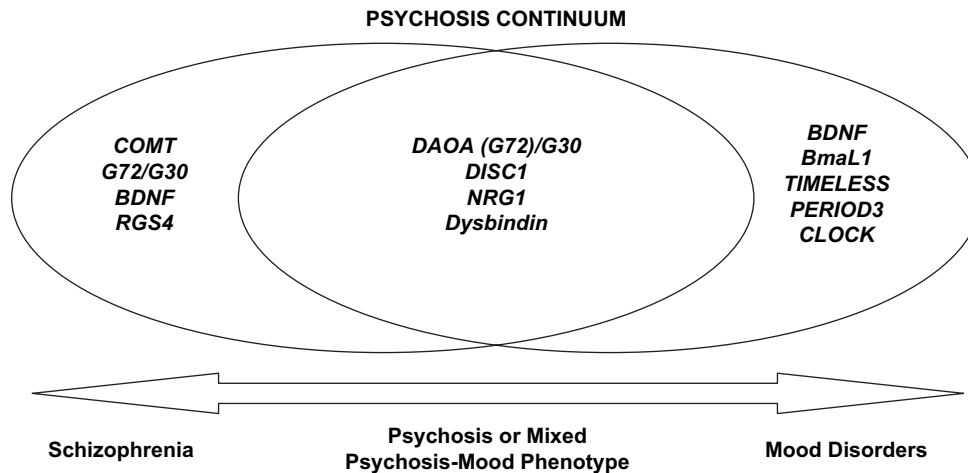 PSYCHOSIS CONTINUUM
COMT
G72/G30
BDNF
RGS4
DAOA (G72)/G30
DISC1
NRG1
Dysbindin
BDNF
BmaL1
TIMELESS
PERIOD3
CLOCK
Schizophrenia
Psychosis or Mixed
Psychosis-Mood Phenotype
Mood Disorders